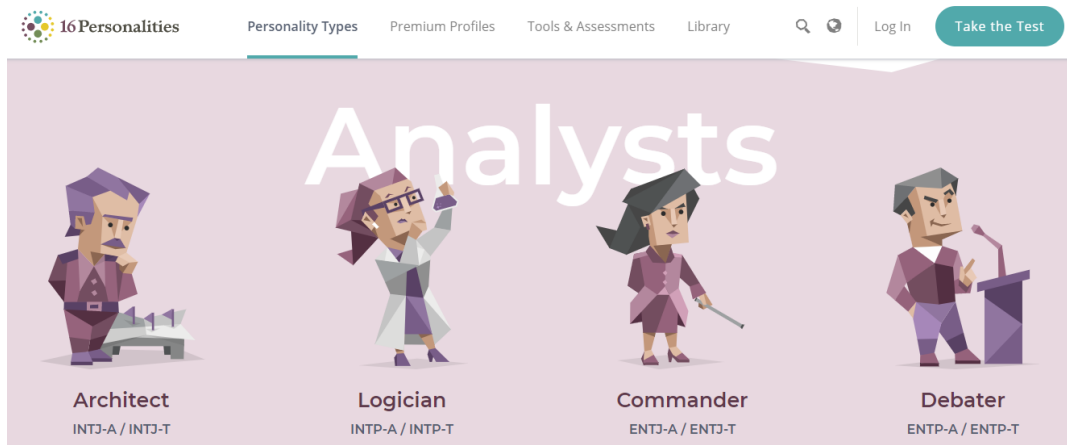 16Personalities
Personality Types
Premium Profiles
Tools & Assessments
Library
Log In
Take the Test
Analysts
Architect
INTJ-A / INTJ-T
Logician
INTP-A / INTP-T
Commander
ENTJ-A / ENTJ-T
Debater
ENTP-A / ENTP-T